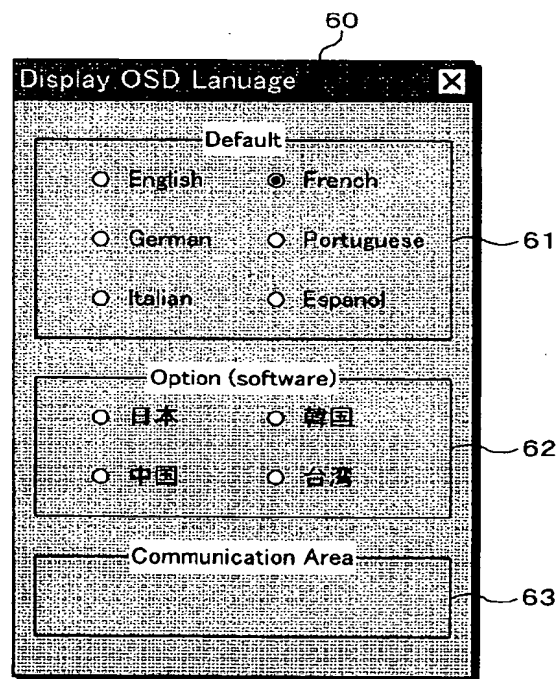 60
Display OSD Lanuage
Default
English French
German Portuguese
61
Italian Espanol
Option (software)
日本 韓国
62
中国 台湾
Communication Area
63